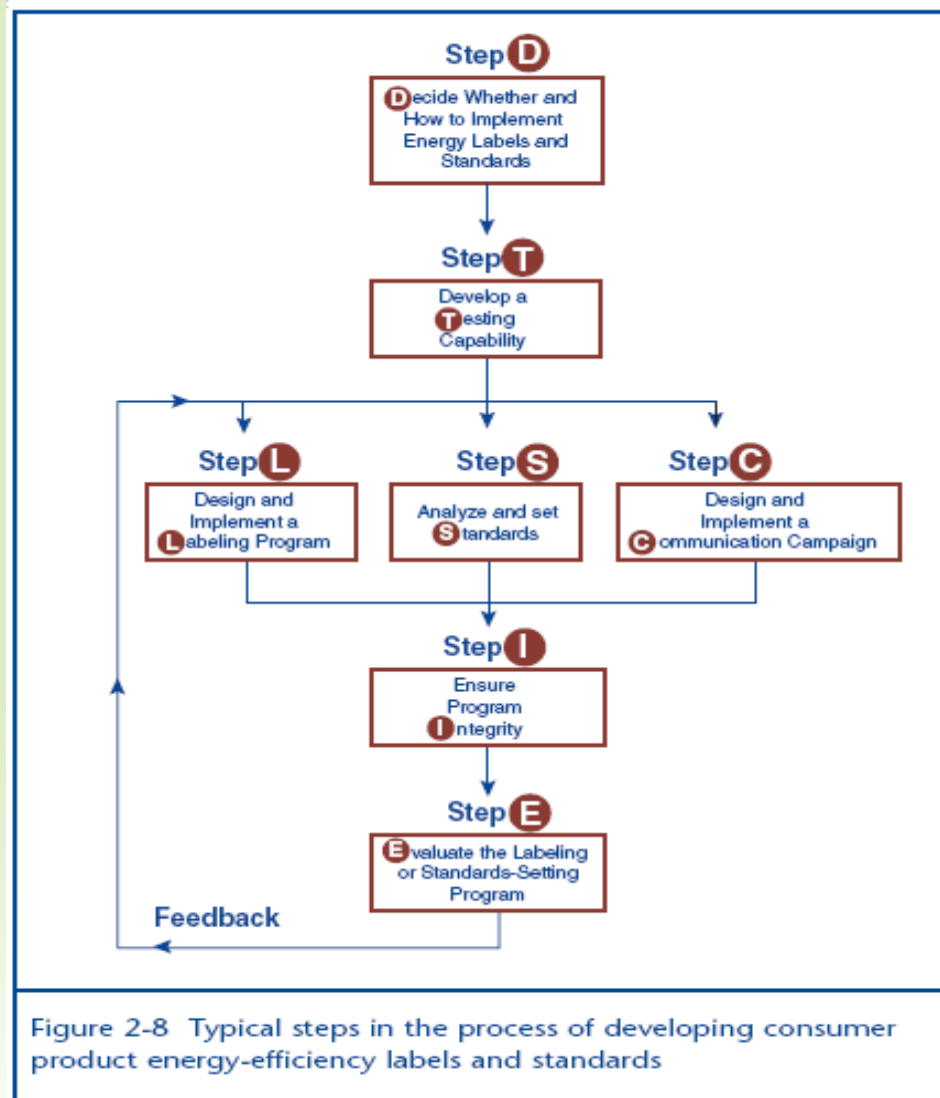 Step D
Decide Whether and
How to Implement
Energy Labels and
Standards
Step T
Develop a
Testing
Capability
Step L
Design and
Implement a
Labeling Program
Step S
Analyze and set
Standards
Step C
Design and
Implement a
Communication Campaign
Step I
Ensure
Program
Integrity
Step E
Evaluate the Labeling
or Standards-Setting
Program
Feedback
Figure 2-8 Typical steps in the process of developing consumer
product energy-efficiency labels and standards